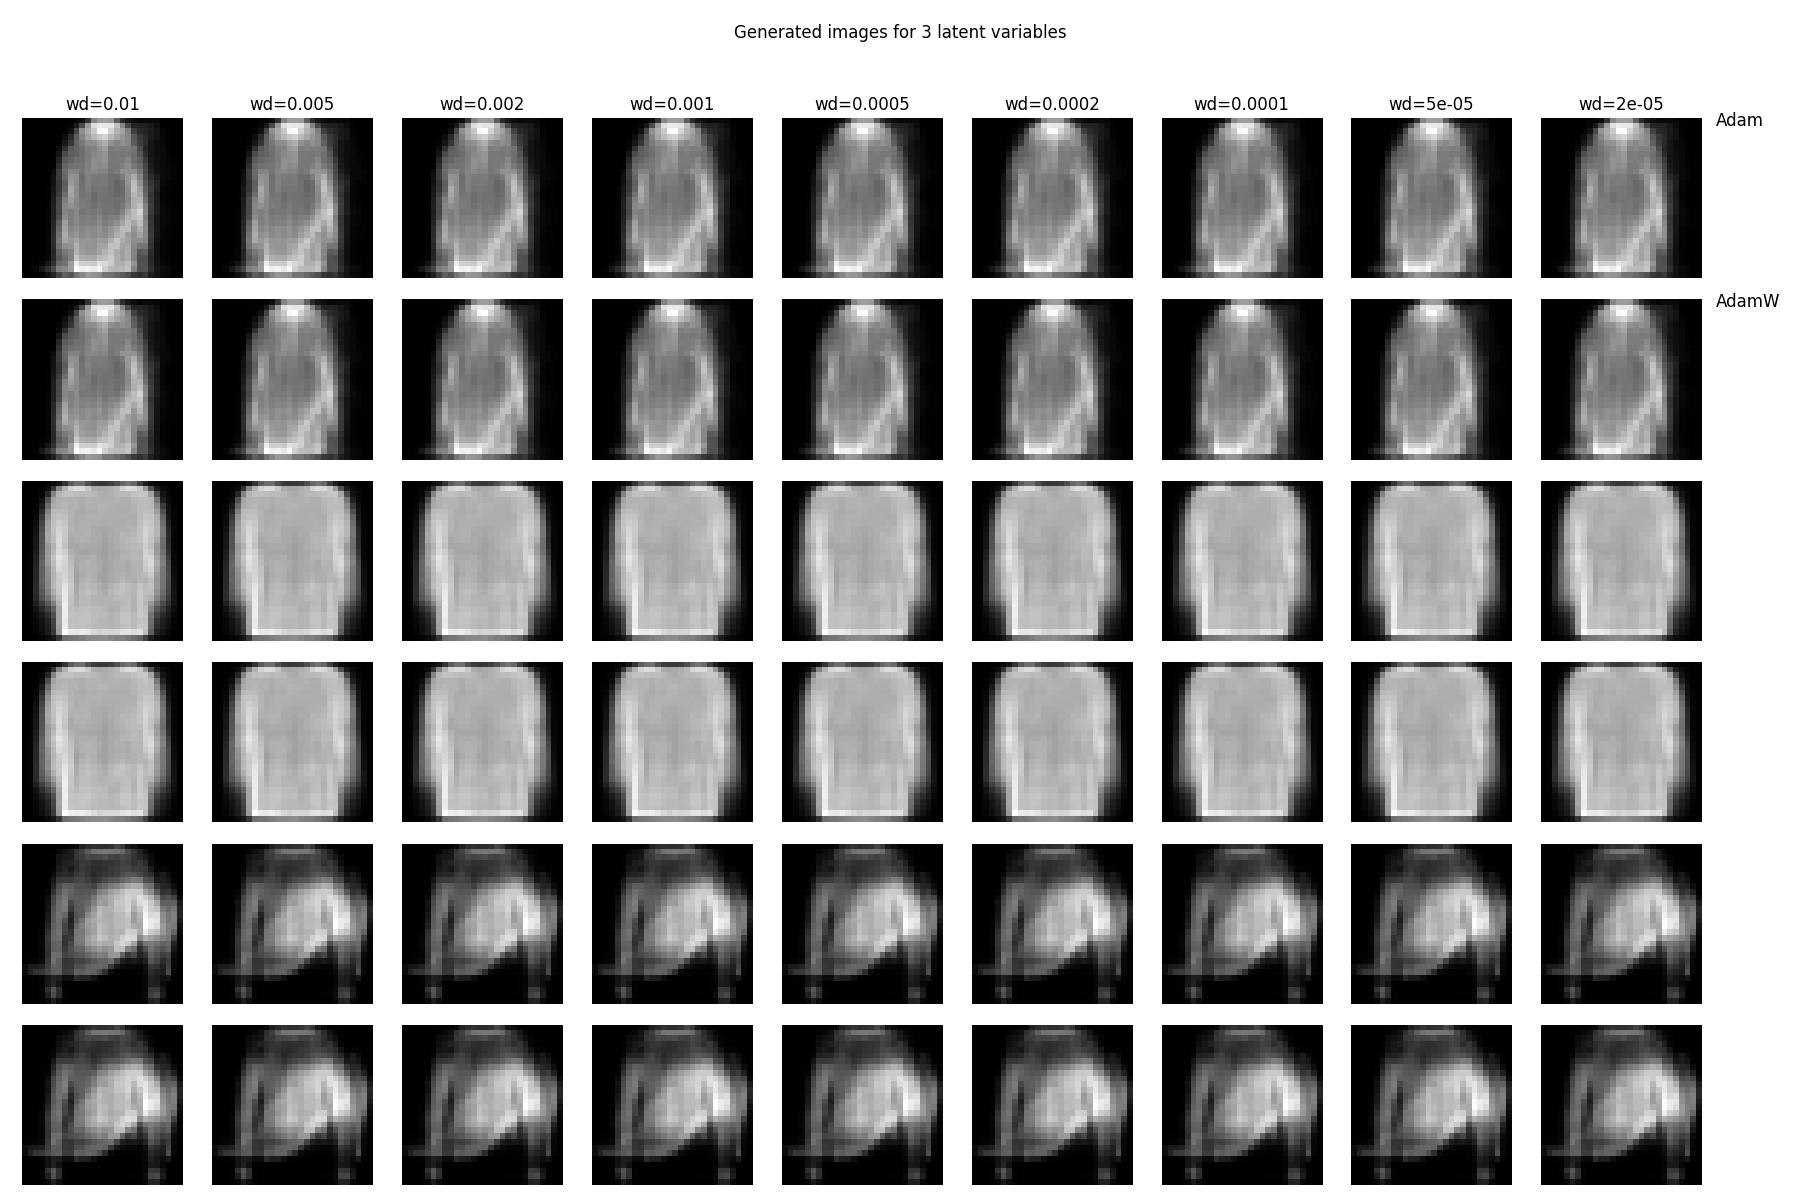 Generated images for 3 latent variables
wd=0.01 wd=0.005 wd=0.002 wd=0.001 wd=0.0005 wd=0.0002 wd=0.0001 wd=5e-05 wd=2e-05
Adam
AdamW